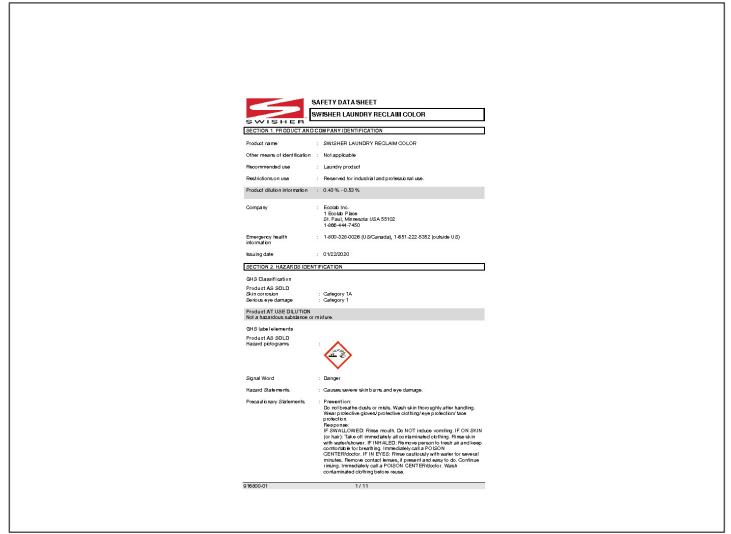 SAFETY DATA SHEET
SWISHER
SWISHER LAUNDRY RECLAIM COLOR
SECTION 1. PRODUCT AND COMPANY IDENTIFICATION
Product name : SWISHER LAUNDRY RECLAIM COLOR
Other means of identification : Not applicable
Recommended use : Laundry product
Restrictions on use : Reserved for industrial and professional use.
Product dilution information : 0.40 % - 0.53 %
Company : Ecolab Inc.
1 Ecolab Place
St. Paul, Minnesota USA 55102
1-866-444-7450
Emergency health : 1-800-328-0026 (US/Canada), 1-651-222-5352 (outside US)
information
Issuing date : 01/22/2020
SECTION 2. HAZARDS IDENTIFICATION
GHS Classification
Product AS SOLD
Skin corrosion : Category 1A
Serious eye damage : Category 1
Product AT USE DILUTION
Not a hazardous substance or mixture.
GHS label elements
Product AS SOLD
Hazard pictograms :
Signal Word : Danger
Hazard Statements : Causes severe skin burns and eye damage.
Precautionary Statements : Prevention:
Do not breathe dusts or mists. Wash skin thoroughly after handling.
Wear protective gloves/ protective clothing/ eye protection/ face
protection.
Response:
IF SWALLOWED: Rinse mouth. Do NOT induce vomiting. IF ON SKIN
(or hair): Take off immediately all contaminated clothing. Rinse skin
with water/shower. IF INHALED: Remove person to fresh air and keep
comfortable for breathing. Immediately call a POISON
CENTER/doctor. IF IN EYES: Rinse cautiously with water for several
minutes. Remove contact lenses, if present and easy to do. Continue
rinsing. Immediately call a POISON CENTER/doctor. Wash
contaminated clothing before reuse.
916800-01 1 / 11